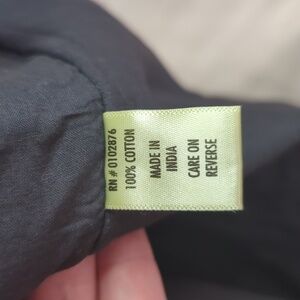 RN # 0102876
100% COTTON
MADE IN
INDIA
CARE ON
REVERSE